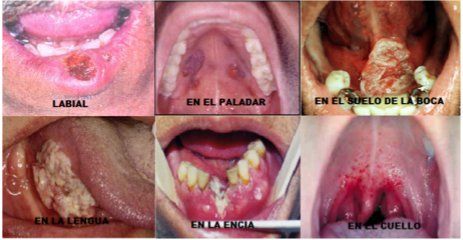 LABIAL
EN EL PALADAR
EN EL SUELO DE LA BOCA
EN LA LENGUA
EN LA ENCIA
EN EL CUELLO